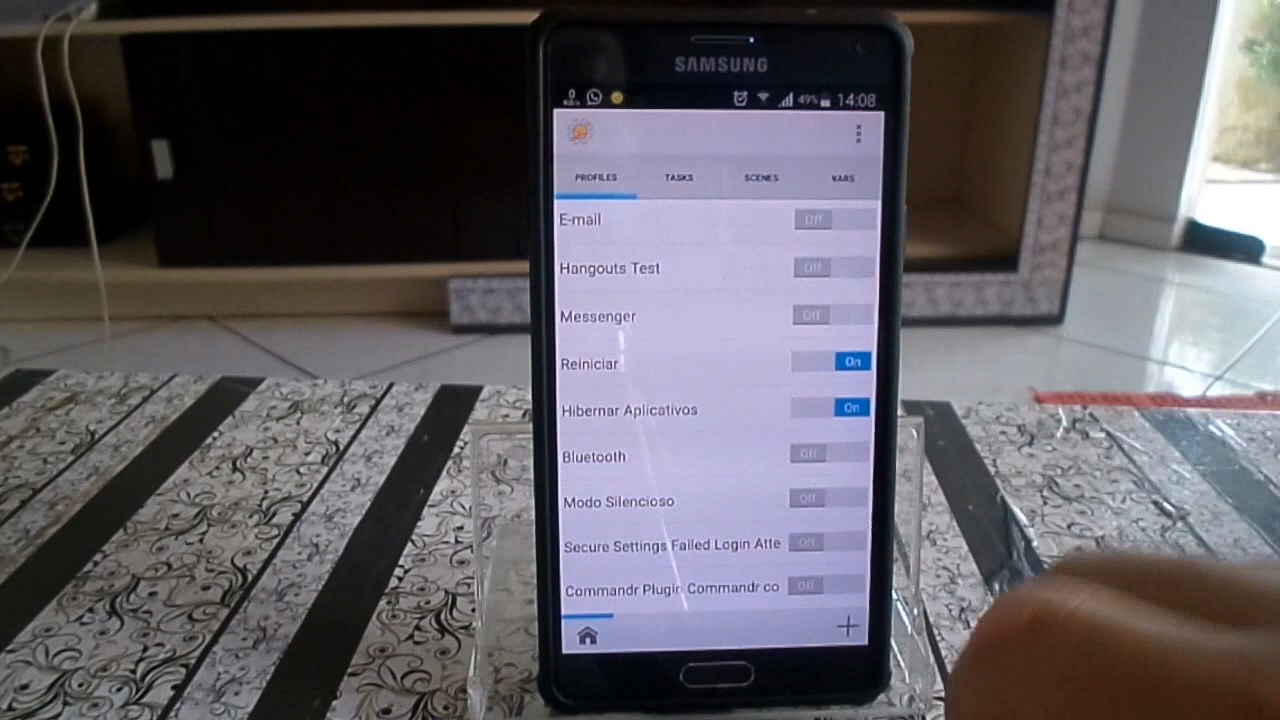 SAMSUNG
0
49% 14:08
PROFILES TASKS SCENES VARS
E-mail Off
Hangouts Test Off
Messenger Off
Reiniciar On
Hibernar Aplicativos On
Bluetooth Off
Modo Silencioso Off
Secure Settings Failed Login Atte Off
Commandr Plugin Commandr co Off